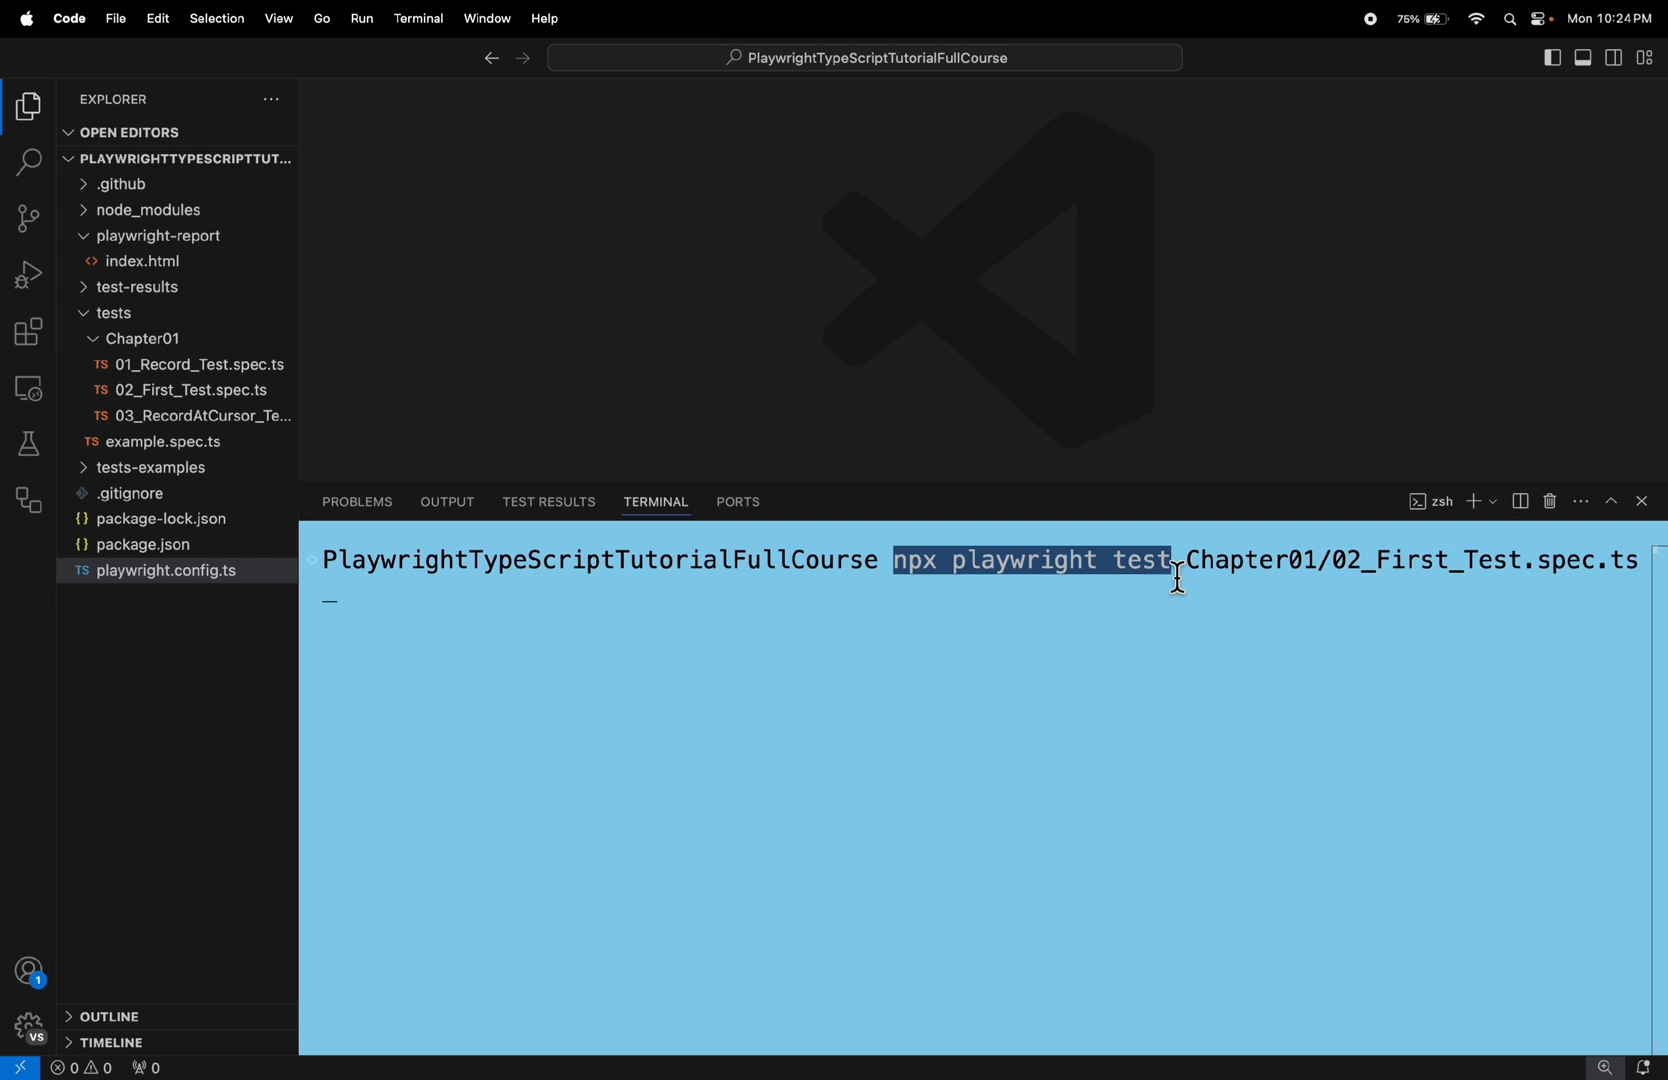 Code File Edit Selection View Go Run Terminal Window Help 75% Mon 10:24 PM
PlaywrightTypeScriptTutorialFullCourse
EXPLORER
OPEN EDITORS
PLAYWRIGHTTYPESCRIPTTUT...
.github
node_modules
playwright-report
<> index.html
test-results
tests
Chapter01
TS 01_Record_Test.spec.ts
TS 02_First_Test.spec.ts
TS 03_RecordAtCursor_Te...
TS example.spec.ts
tests-examples
.gitignore
{} package-lock.json
{} package.json
TS playwright.config.ts
OUTLINE
TIMELINE
PROBLEMS OUTPUT TEST RESULTS TERMINAL PORTS zsh
PlaywrightTypeScriptTutorialFullCourse npx playwright test Chapter01/02_First_Test.spec.ts
1
VS
0 0 0